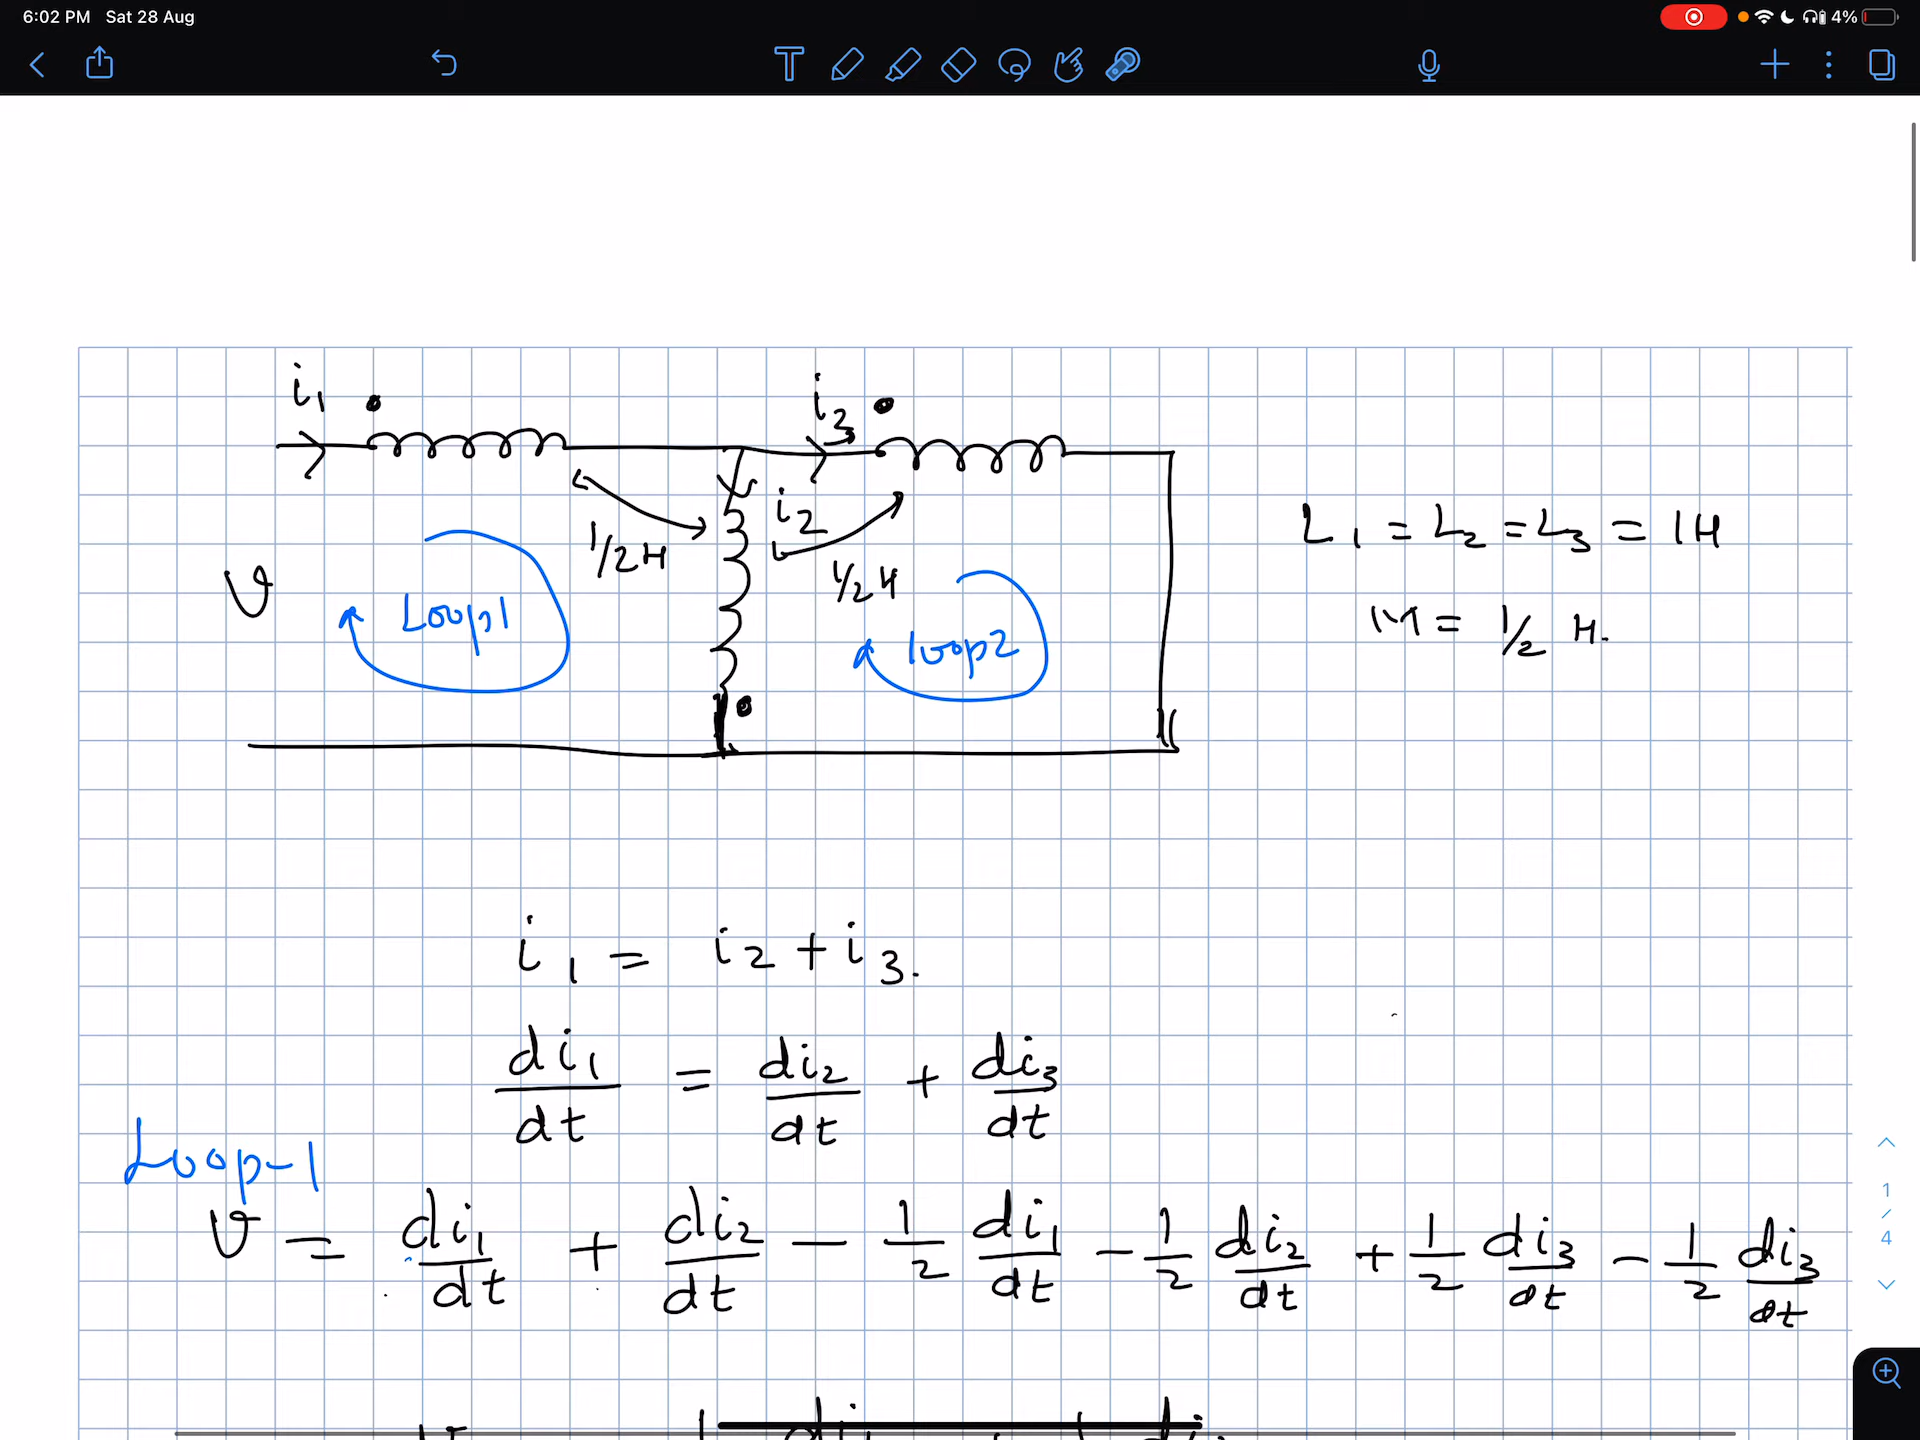 6:02 PM Sat 28 Aug 4%
i₁ i₃
i₂
1/2 H 1/2 H
L₁ = L₂ = L₃ = 1H
M = 1/2 H.
V Loop1 loop2
i₁ = i₂ + i₃.
di₁/dt = di₂/dt + di₃/dt
Loop-1
V = di₁/dt + di₂/dt - 1/2 di₁/dt - 1/2 di₂/dt + 1/2 di₃/dt - 1/2 di₃/dt
1
/
4